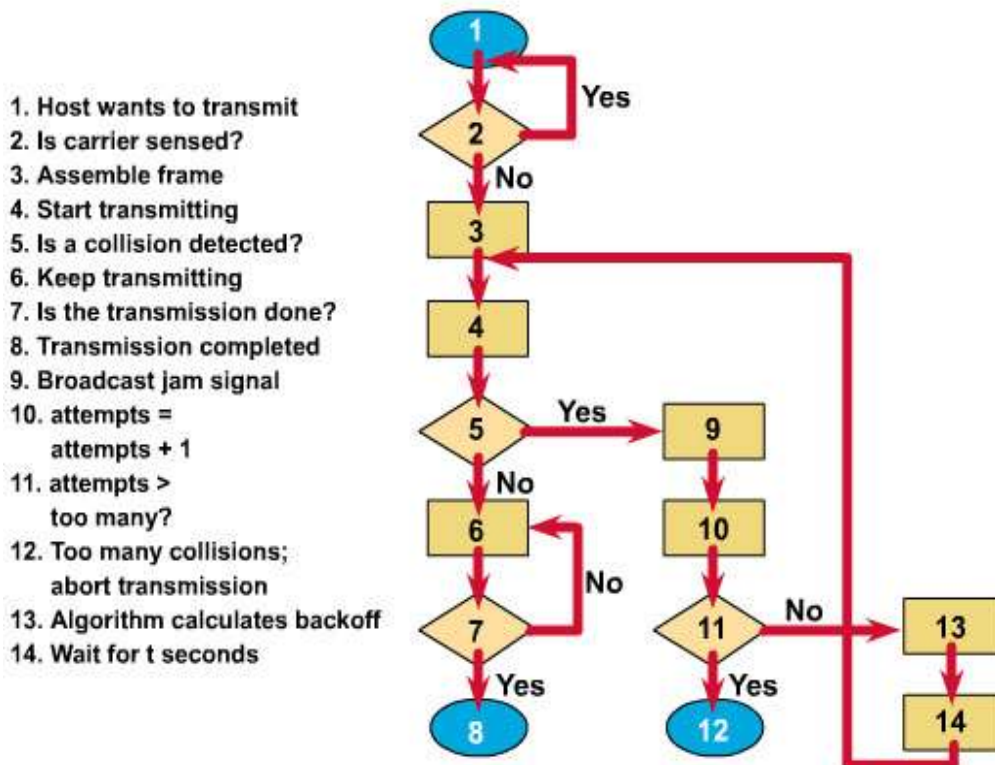 1. Host wants to transmit
2. Is carrier sensed?
3. Assemble frame
4. Start transmitting
5. Is a collision detected?
6. Keep transmitting
7. Is the transmission done?
8. Transmission completed
9. Broadcast jam signal
10. attempts =
attempts + 1
11. attempts >
too many?
12. Too many collisions;
abort transmission
13. Algorithm calculates backoff
14. Wait for t seconds
1
Yes
2
No
3
4
5
Yes
9
No
6
10
No
7
11
No
13
Yes
Yes
8
12
14